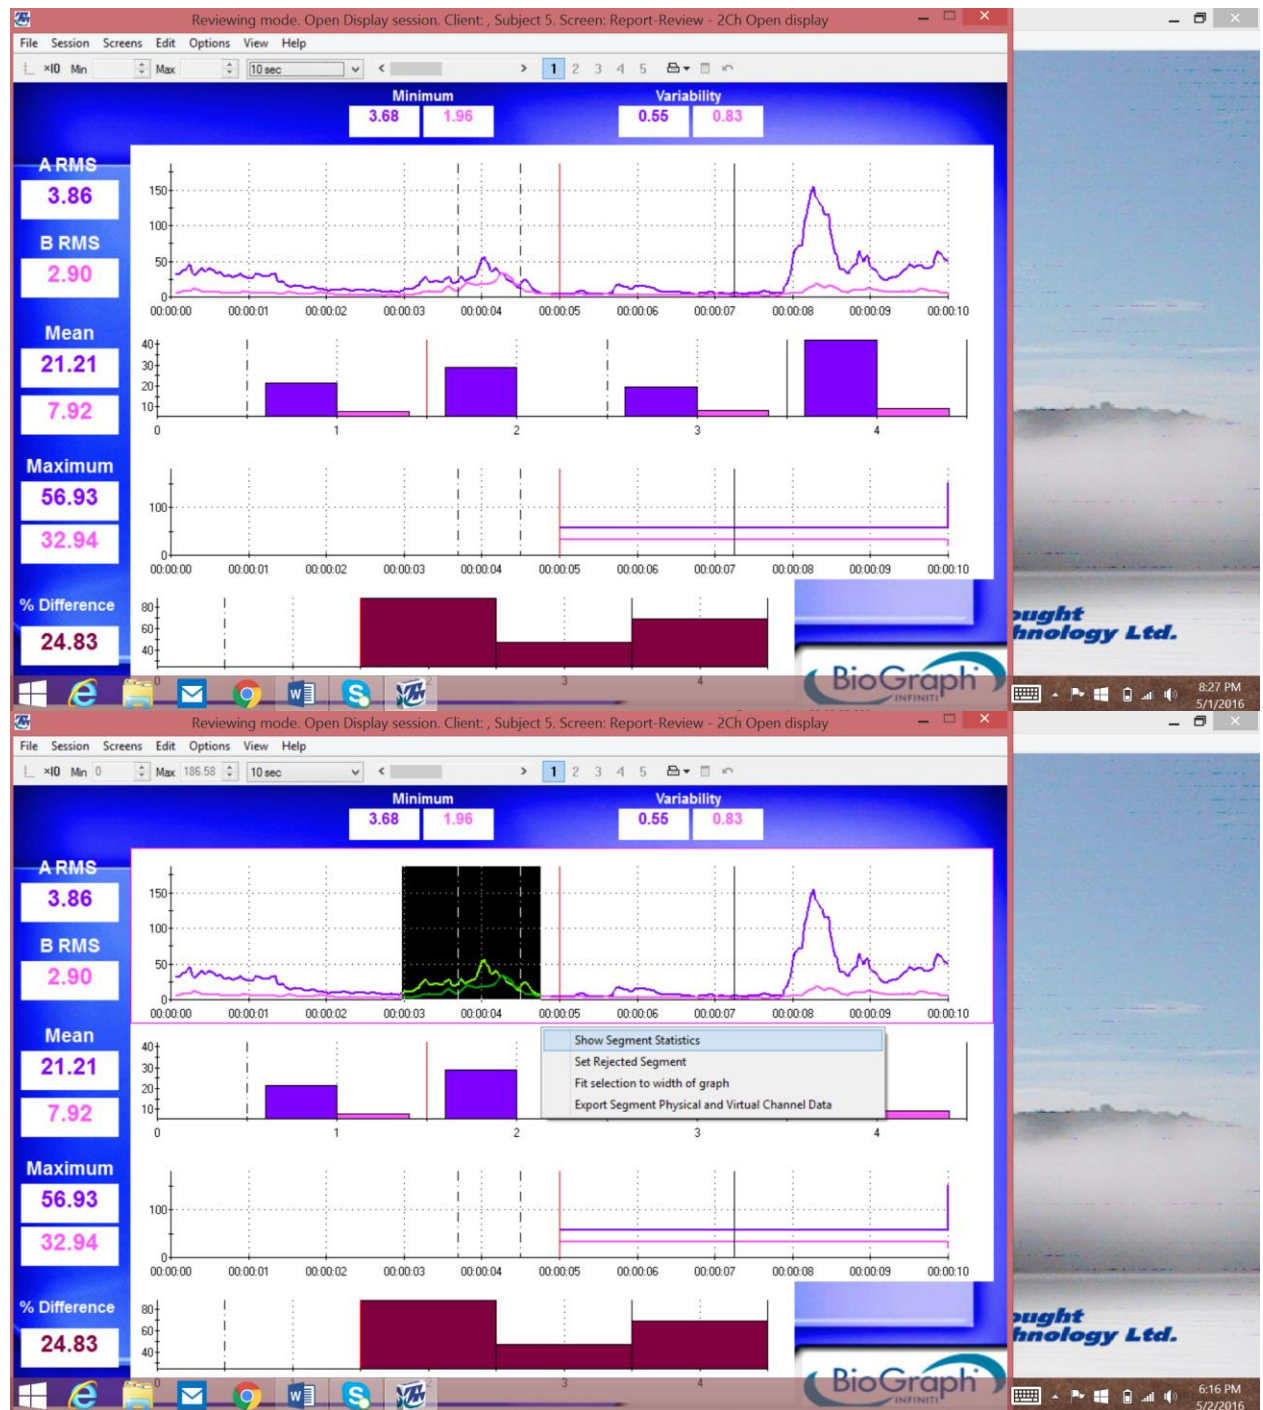 Reviewing mode. Open Display session. Client: , Subject 5. Screen: Report-Review - 2Ch Open display
File Session Screens Edit Options View Help
×10 Min Max 10 sec < > 1 2 3 4 5
Minimum Variability
3.68 1.96 0.55 0.83
A RMS
3.86
B RMS
2.90
150
100
50
0
00:00:00 00:00:01 00:00:02 00:00:03 00:00:04 00:00:05 00:00:06 00:00:07 00:00:08 00:00:09 00:00:10
Mean
21.21
7.92
40
30
20
10
0 1 2 3 4
Maximum
56.93
32.94
100
0
00:00:00 00:00:01 00:00:02 00:00:03 00:00:04 00:00:05 00:00:06 00:00:07 00:00:08 00:00:09 00:00:10
% Difference
24.83
80
60
40
0 2 3 4
BioGraph
INFINITI
ought
hnology Ltd.
8:27 PM
5/1/2016
Reviewing mode. Open Display session. Client: , Subject 5. Screen: Report-Review - 2Ch Open display
File Session Screens Edit Options View Help
×10 Min 0 Max 186.58 10 sec < > 1 2 3 4 5
Minimum Variability
3.68 1.96 0.55 0.83
A RMS
3.86
B RMS
2.90
150
100
50
0
00:00:00 00:00:01 00:00:02 00:00:03 00:00:04 00:00:05 00:00:06 00:00:07 00:00:08 00:00:09 00:00:10
Show Segment Statistics
Set Rejected Segment
Fit selection to width of graph
Export Segment Physical and Virtual Channel Data
Mean
21.21
7.92
40
30
20
10
0 1 2 3 4
Maximum
56.93
32.94
100
0
00:00:00 00:00:01 00:00:02 00:00:03 00:00:04 00:00:05 00:00:06 00:00:07 00:00:08 00:00:09 00:00:10
% Difference
24.83
80
60
40
0 2 3 4
BioGraph
INFINITI
ought
hnology Ltd.
6:16 PM
5/2/2016